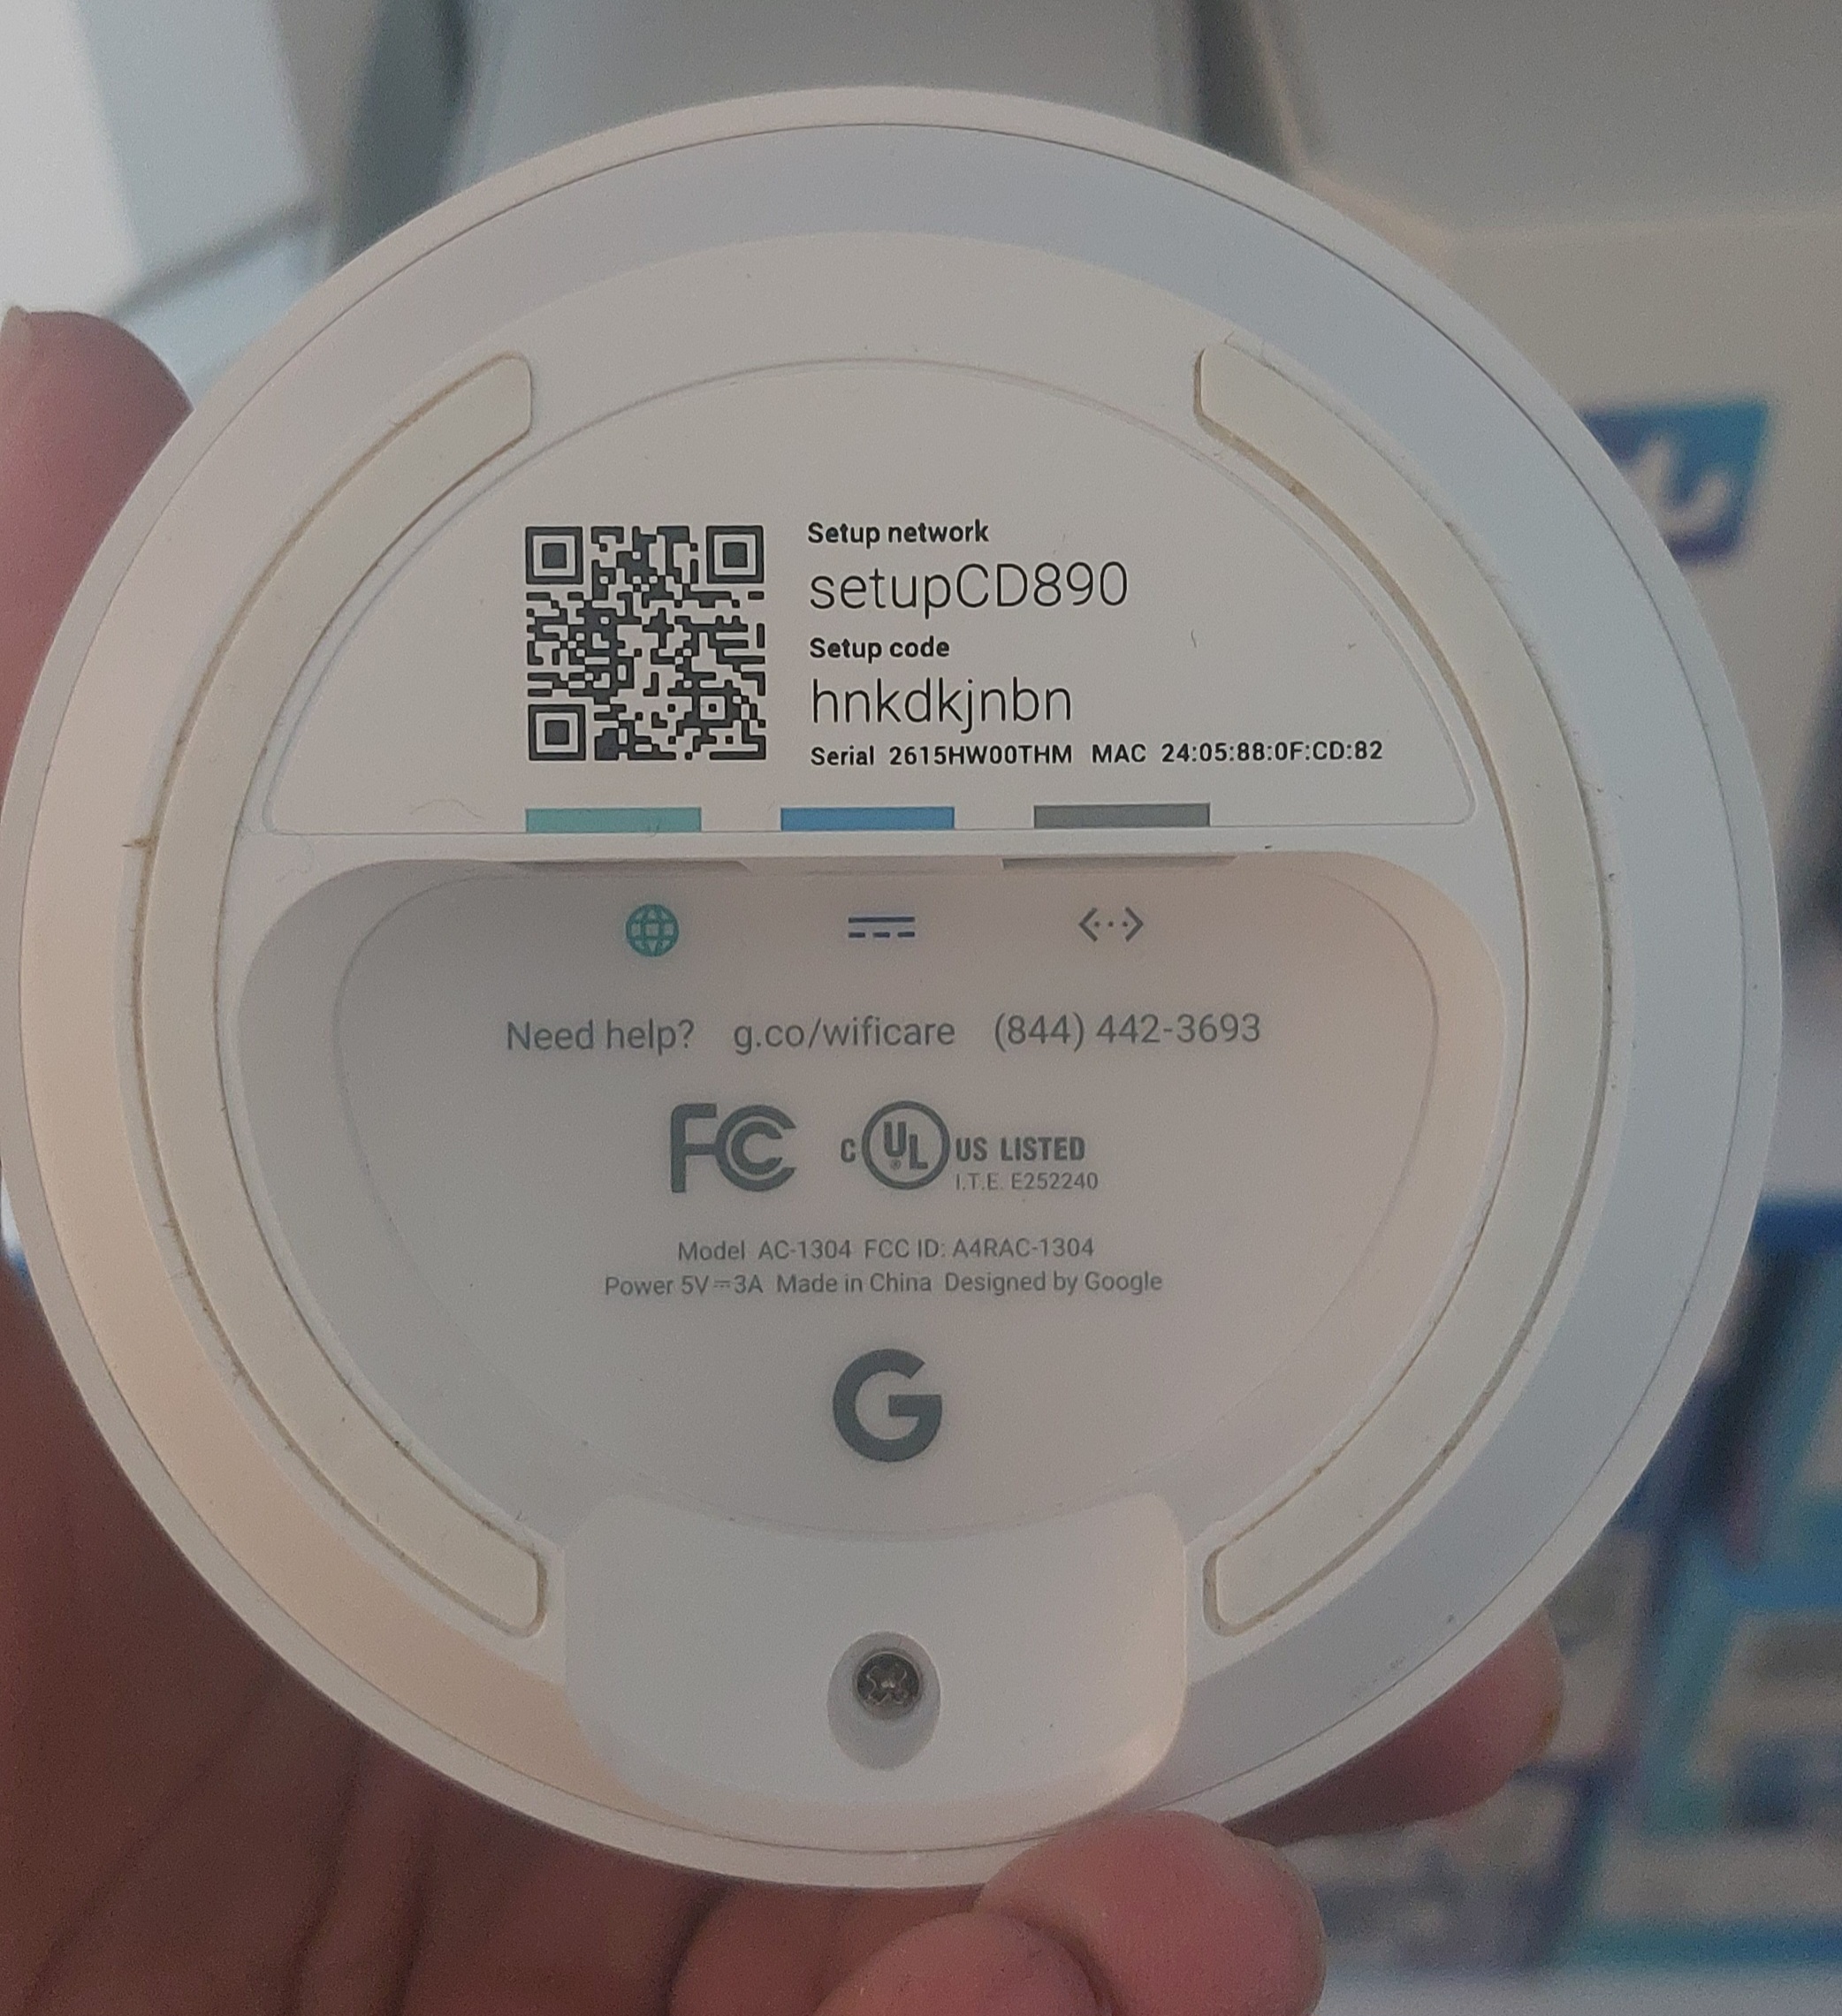 Setup network
setupCD890
Setup code
hnkdkjnbn
Serial 2615HW00THM MAC 24:05:88:0F:CD:82
Need help? g.co/wificare (844) 442-3693
FC C UL ® US LISTED
I.T.E. E252240
Model AC-1304 FCC ID: A4RAC-1304
Power 5V⎓3A Made in China Designed by Google
G